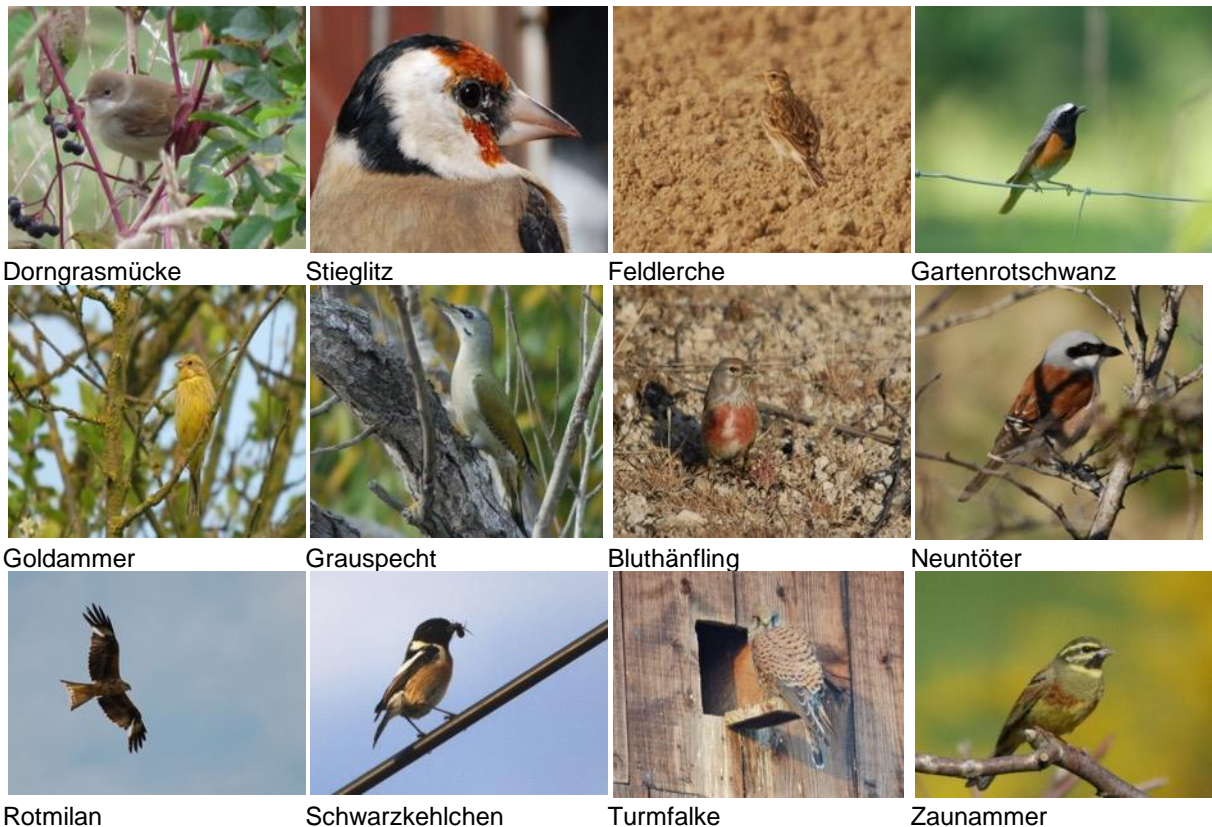 Dorngrasmücke Stieglitz Feldlerche Gartenrotschwanz
Goldammer Grauspecht Bluthänfling Neuntöter
Rotmilan Schwarzkehlchen Turmfalke Zaunammer